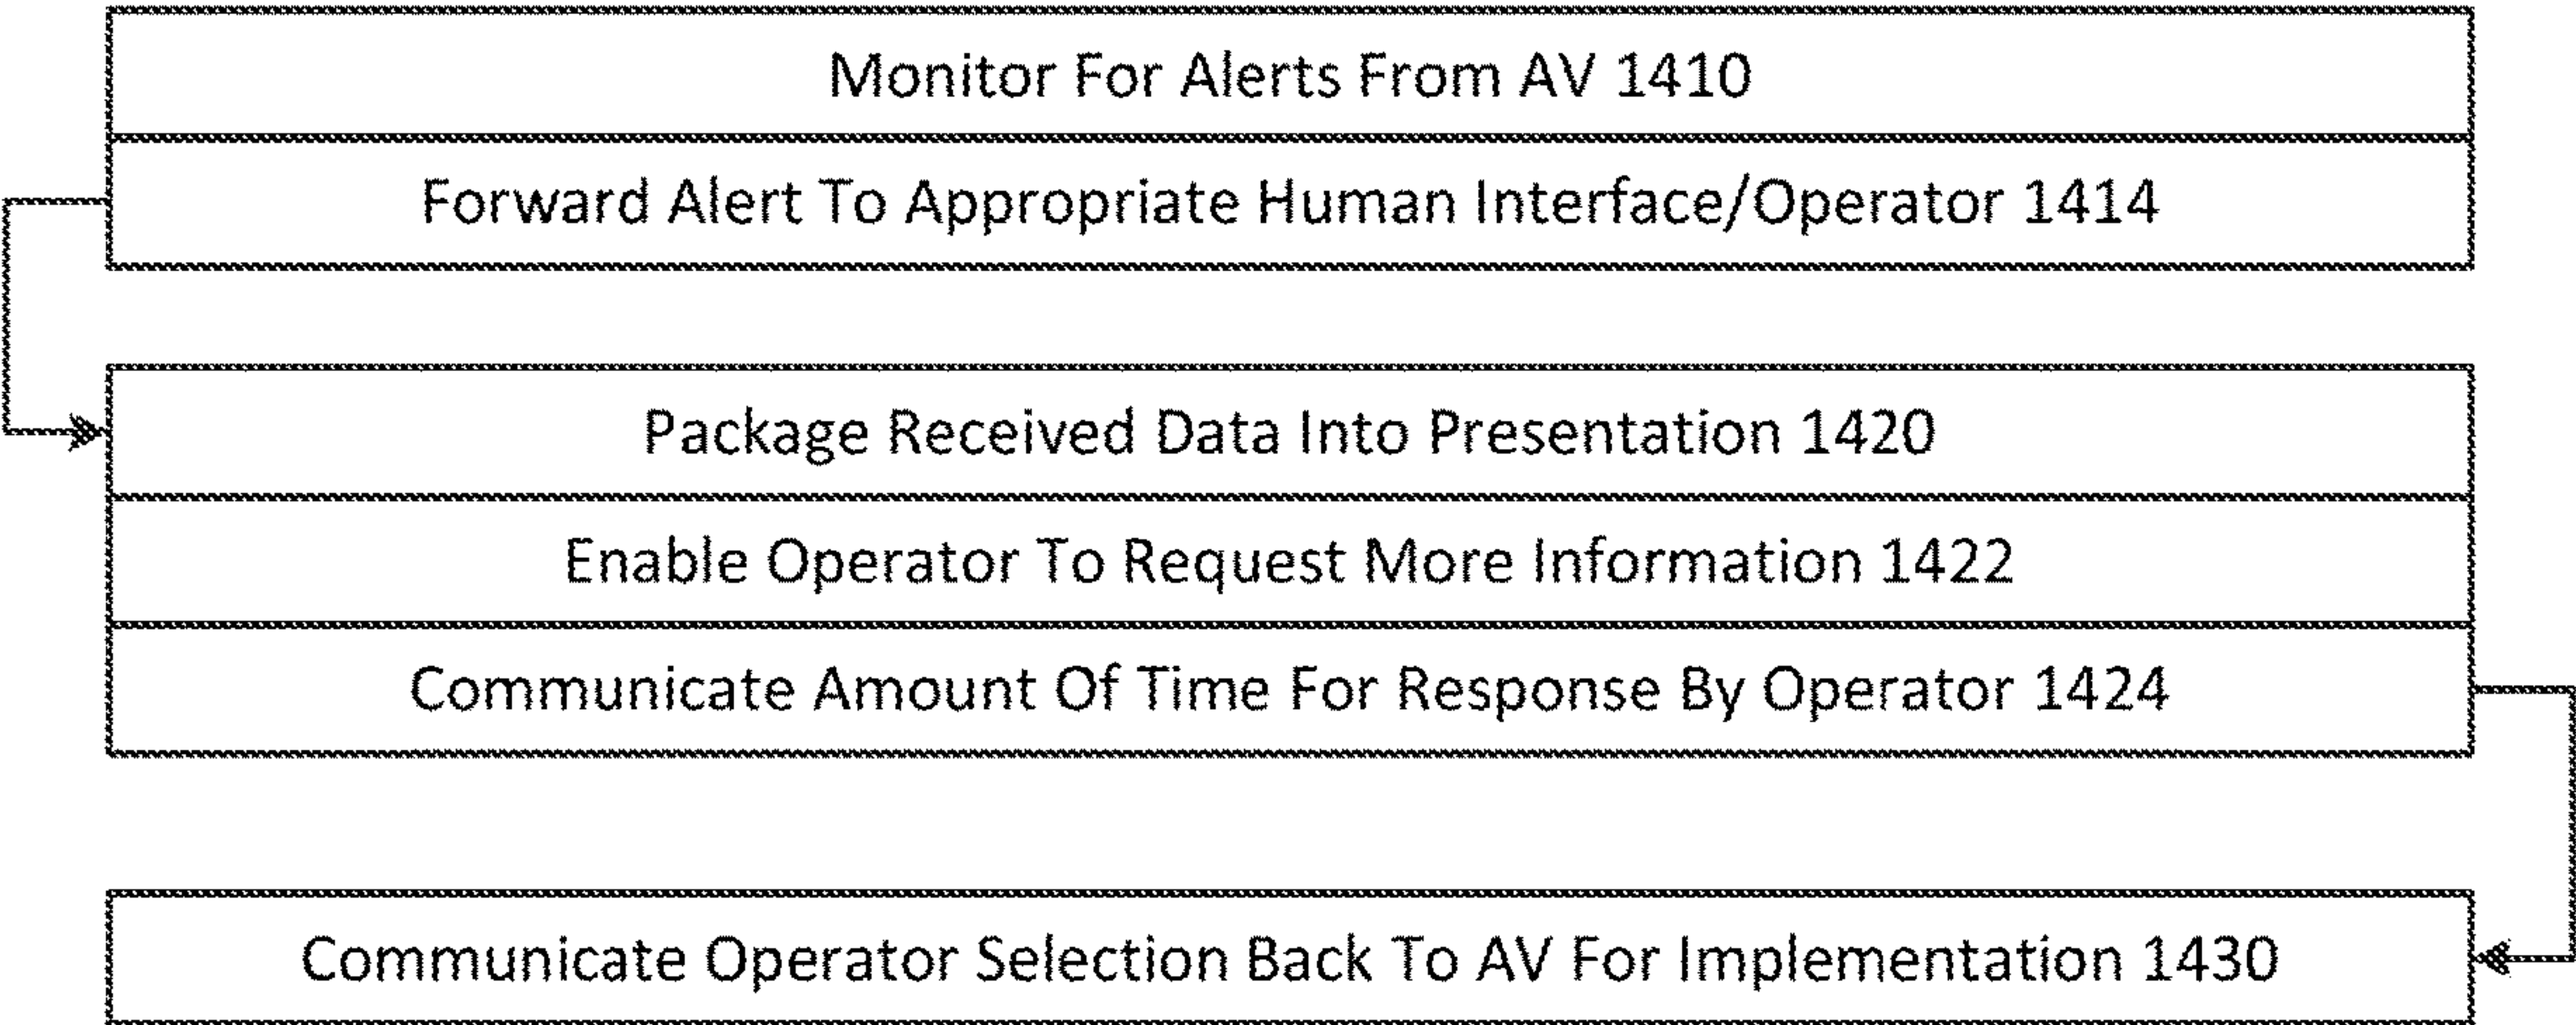 Monitor For Alerts From AV 1410
Forward Alert To Appropriate Human Interface/Operator 1414
Package Received Data Into Presentation 1420
Enable Operator To Request More Information 1422
Communicate Amount Of Time For Response By Operator 1424
Communicate Operator Selection Back To AV For Implementation 1430